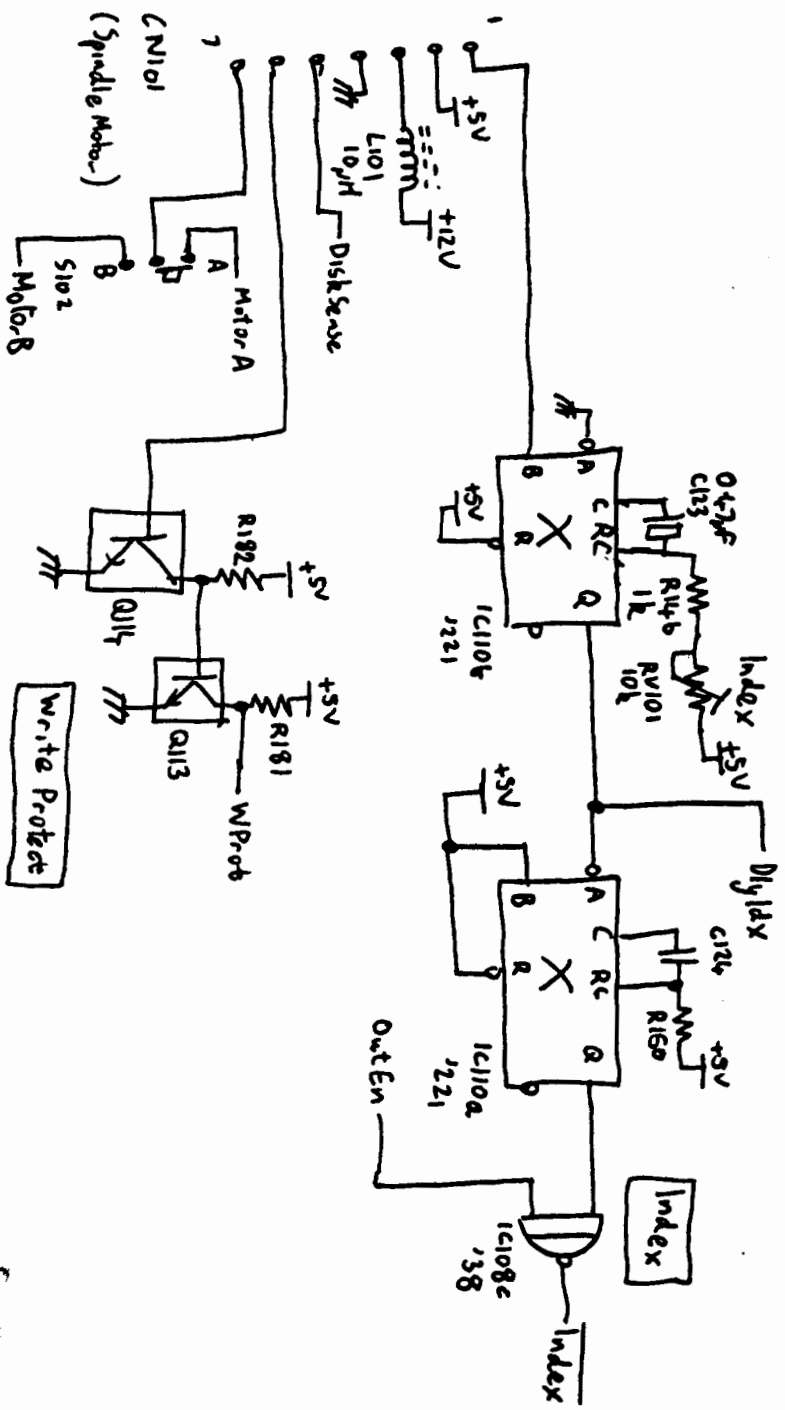 CN101
(Spindle Motor)
1
7
+5V
L101
10µH
+12V
DiskSense
Motor A
A
B
S102
Motor B
A
B
C
RC
R
Q
X
+5V
0.47µF
C123
R146
1k
Index
RV101
10k
+5V
IC110b
'221
DlyIdx
+5V
A
B
C
RC
R
Q
X
C124
R150
+5V
IC110a
'221
OutEn
IC108c
'38
Index
Index
R182
+5V
Q114
R181
+5V
Q113
WProt
Write Protect